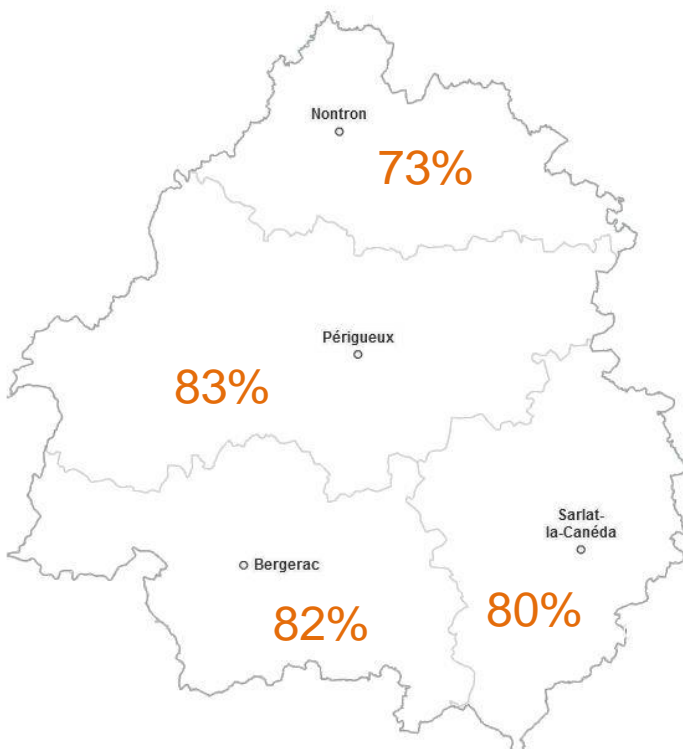 Nontron
73%
Périgueux
83%
Sarlat-
la-Canéda
Bergerac
80%
82%